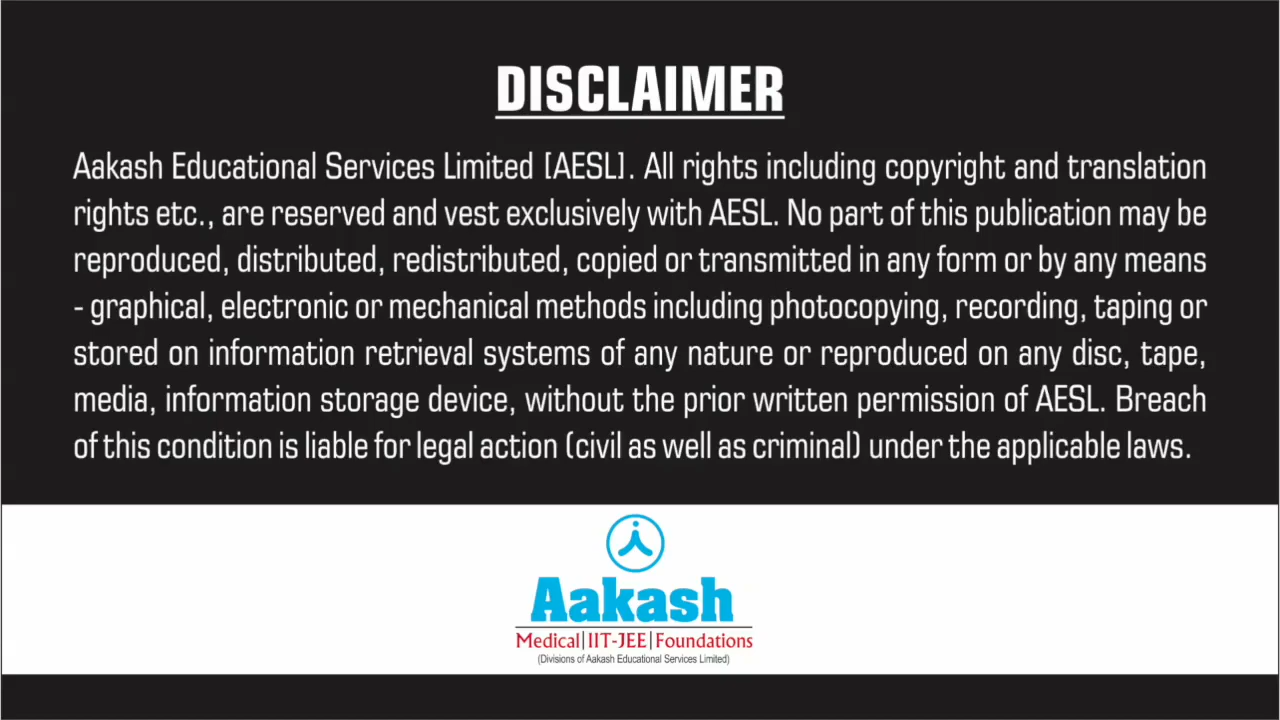 DISCLAIMER
Aakash Educational Services Limited [AESL]. All rights including copyright and translation
rights etc., are reserved and vest exclusively with AESL. No part of this publication may be
reproduced, distributed, redistributed, copied or transmitted in any form or by any means
- graphical, electronic or mechanical methods including photocopying, recording, taping or
stored on information retrieval systems of any nature or reproduced on any disc, tape,
media, information storage device, without the prior written permission of AESL. Breach
of this condition is liable for legal action (civil as well as criminal) under the applicable laws.
Aakash
Medical|IIT-JEE|Foundations
(Divisions of Aakash Educational Services Limited)